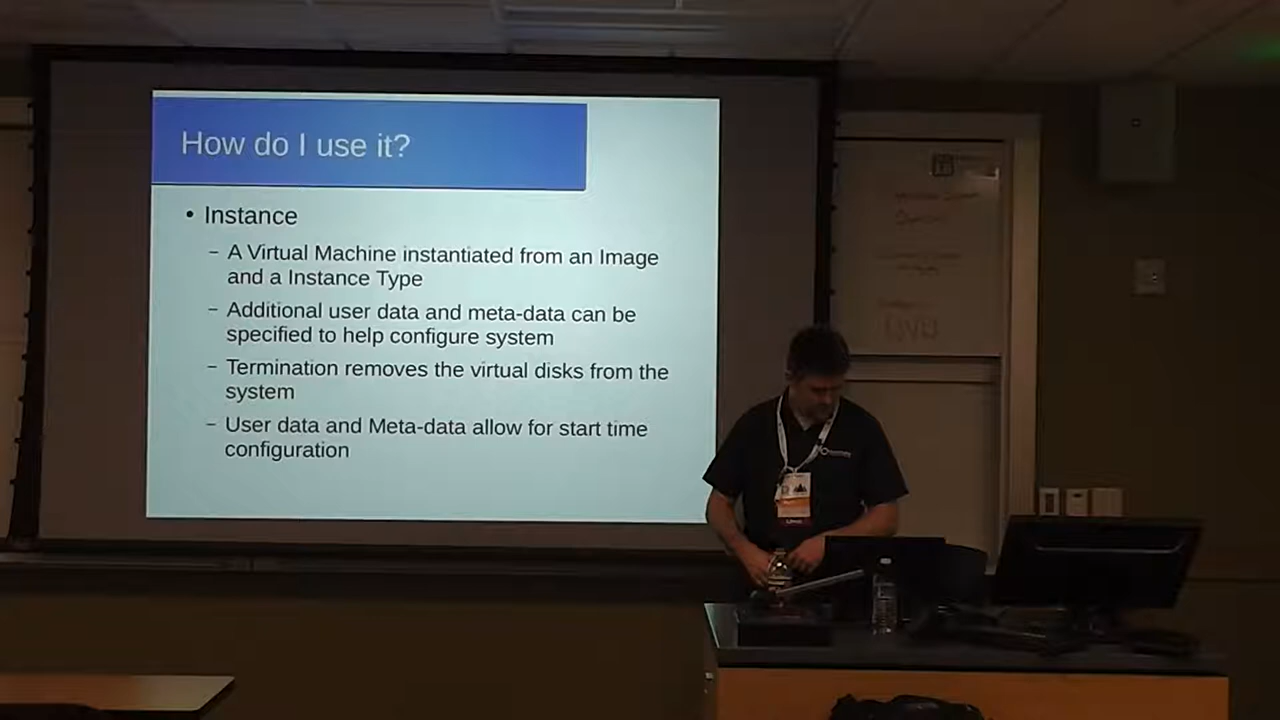 How do I use it?
• Instance
– A Virtual Machine instantiated from an Image
and a Instance Type
– Additional user data and meta-data can be
specified to help configure system
– Termination removes the virtual disks from the
system
– User data and Meta-data allow for start time
configuration